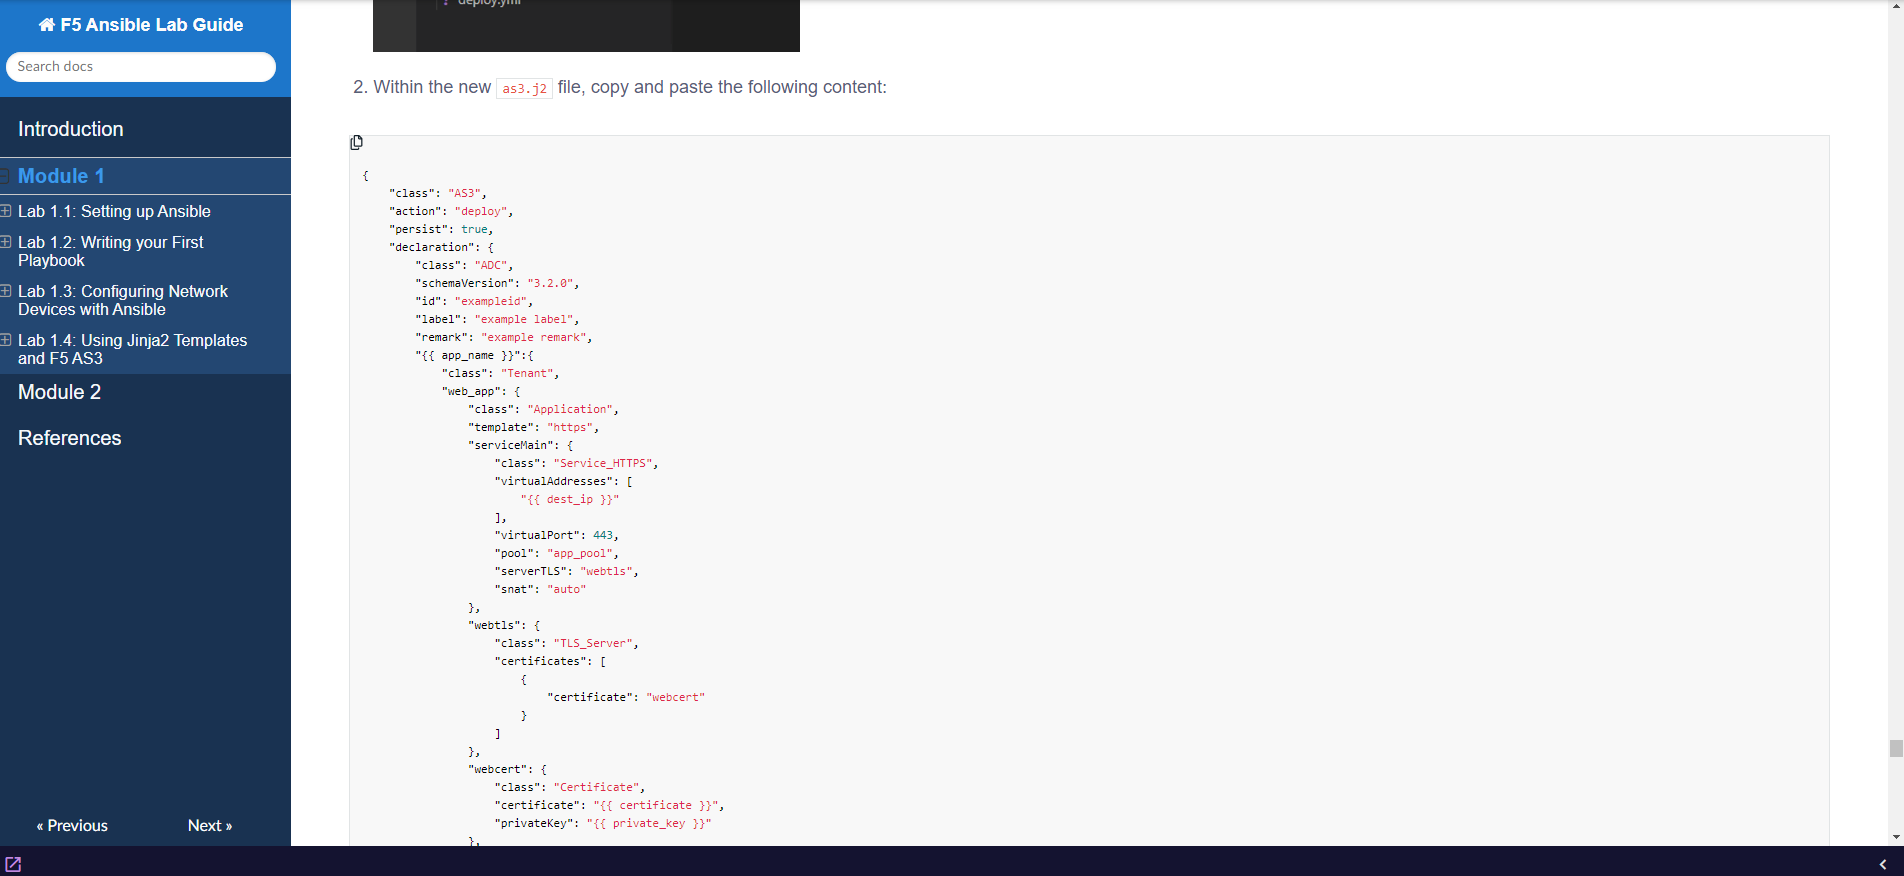 F5 Ansible Lab Guide
Search docs
Introduction
Module 1
Lab 1.1: Setting up Ansible
Lab 1.2: Writing your First
Playbook
Lab 1.3: Configuring Network
Devices with Ansible
Lab 1.4: Using Jinja2 Templates
and F5 AS3
Module 2
References
« Previous
Next »
deploy.yml
2. Within the new as3.j2 file, copy and paste the following content:
{
"class": "AS3",
"action": "deploy",
"persist": true,
"declaration": {
"class": "ADC",
"schemaVersion": "3.2.0",
"id": "exampleid",
"label": "example label",
"remark": "example remark",
"{{ app_name }}":{
"class": "Tenant",
"web_app": {
"class": "Application",
"template": "https",
"serviceMain": {
"class": "Service_HTTPS",
"virtualAddresses": [
"{{ dest_ip }}"
],
"virtualPort": 443,
"pool": "app_pool",
"serverTLS": "webtls",
"snat": "auto"
},
"webtls": {
"class": "TLS_Server",
"certificates": [
{
"certificate": "webcert"
}
]
},
"webcert": {
"class": "Certificate",
"certificate": "{{ certificate }}",
"privateKey": "{{ private_key }}"
},